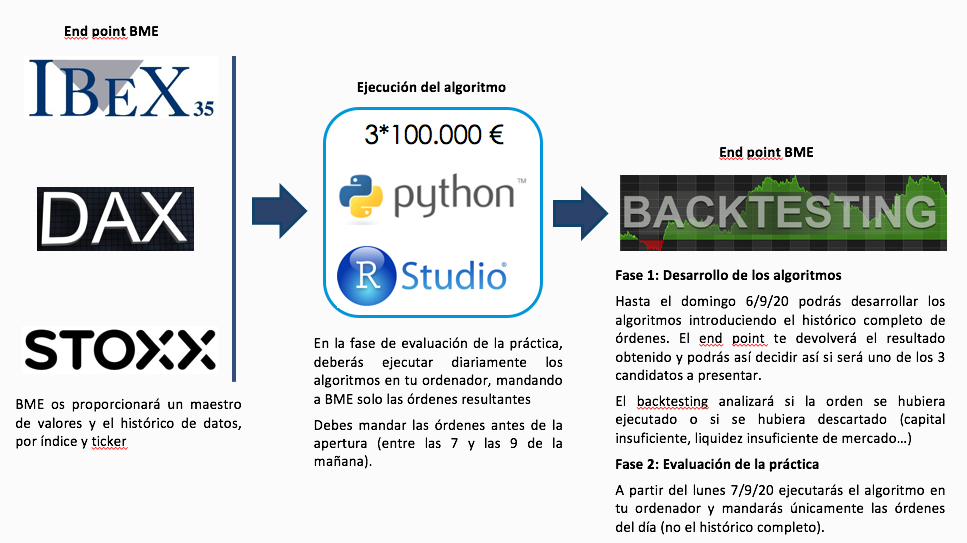 End point BME
IBEX 35
DAX
STOXX
BME os proporcionará un maestro
de valores y el histórico de datos,
por índice y ticker
Ejecución del algoritmo
3*100.000 €
python™
R Studio®
En la fase de evaluación de la práctica,
deberás ejecutar diariamente los
algoritmos en tu ordenador, mandando
a BME solo las órdenes resultantes
Debes mandar las órdenes antes de la
apertura (entre las 7 y las 9 de la
mañana).
End point BME
BACKTESTING
Fase 1: Desarrollo de los algoritmos
Hasta el domingo 6/9/20 podrás desarrollar los
algoritmos introduciendo el histórico completo de
órdenes. El end point te devolverá el resultado
obtenido y podrás así decidir así si será uno de los 3
candidatos a presentar.
El backtesting analizará si la orden se hubiera
ejecutado o si se hubiera descartado (capital
insuficiente, liquidez insuficiente de mercado...)
Fase 2: Evaluación de la práctica
A partir del lunes 7/9/20 ejecutarás el algoritmo en
tu ordenador y mandarás únicamente las órdenes
del día (no el histórico completo).